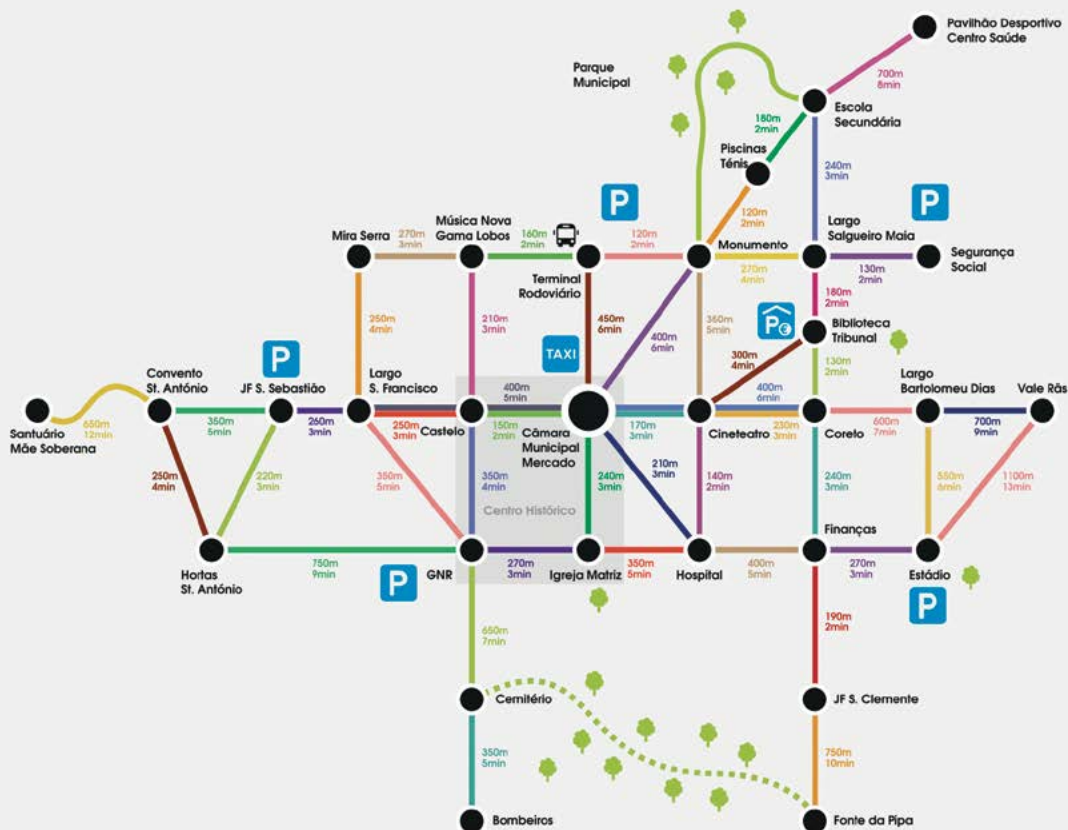 Pavilhão Desportivo
Centro Saúde
700m
8min
Parque
Municipal
Escola
Secundária
180m
2min
Piscinas
Ténis
240m
3min
P
P
120m
2min
Música Nova
Gama Lobos
Mira Serra
270m
3min
160m
2min
120m
2min
Largo
Salgueiro Maia
Monumento
270m
4min
130m
2min
Segurança
Social
Terminal
Rodoviário
180m
2min
250m
4min
210m
3min
450m
6min
400m
6min
350m
5min
P
Biblioteca
Tribunal
TAXI
300m
4min
130m
2min
Convento
St. António
P
JF S. Sebastião
Largo
S. Francisco
400m
5min
400m
6min
Largo
Bartolomeu Dias
Vale Rãs
Santuário
Mãe Soberana
650m
12min
350m
5min
260m
3min
250m
3min
Castelo
150m
2min
Câmara
Municipal
Mercado
170m
3min
Cineteatro
230m
3min
Coreto
600m
7min
700m
9min
250m
4min
220m
3min
350m
5min
350m
4min
240m
3min
210m
3min
140m
2min
240m
3min
550m
6min
1100m
13min
Centro Histórico
Finanças
Hortas
St. António
750m
9min
P
GNR
270m
3min
Igreja Matriz
350m
5min
Hospital
400m
5min
270m
3min
Estádio
P
650m
7min
190m
2min
Cemitério
JF S. Clemente
350m
5min
750m
10min
Bombeiros
Fonte da Pipa